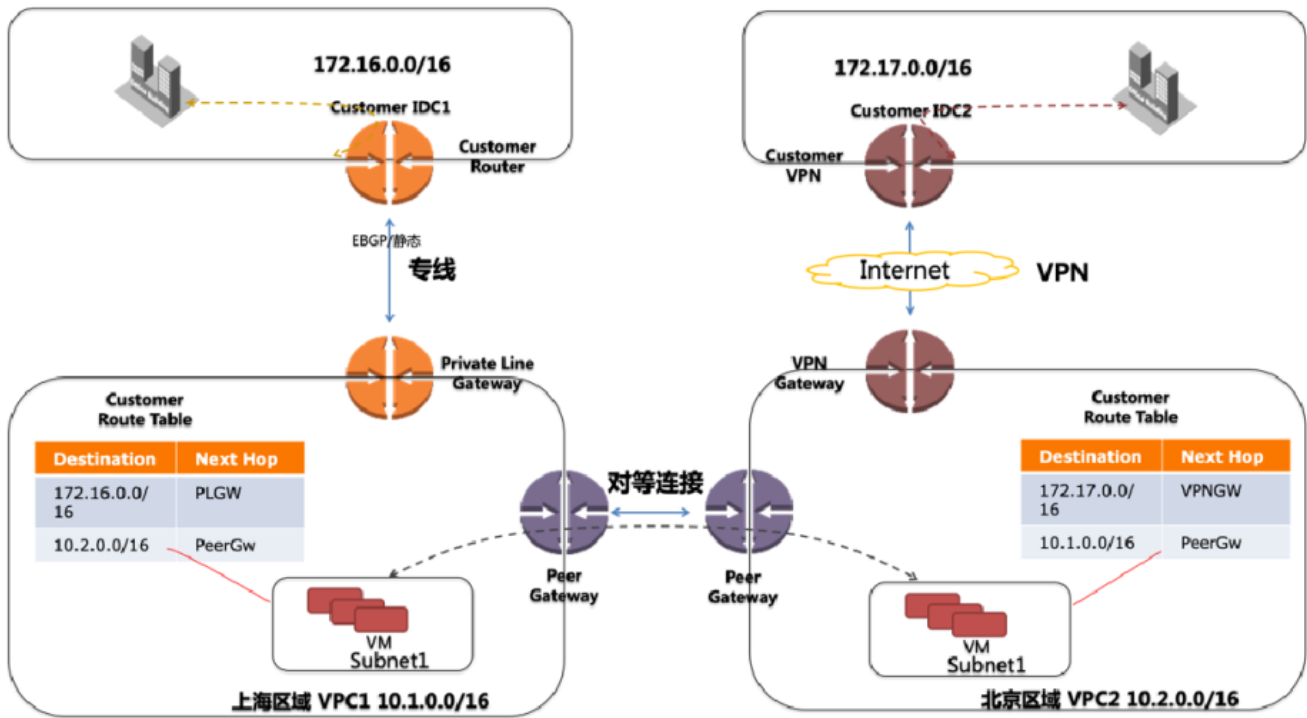 172.16.0.0/16
Customer IDC1
Customer
Router
EBGP/静态
专线
Private Line
Gateway
172.17.0.0/16
Customer IDC2
Customer
VPN
Internet
VPN
VPN
Gateway
Customer
Route Table
Destination
Next Hop
172.16.0.0/
16
PLGW
10.2.0.0/16
PeerGw
VM
Subnet1
上海区域 VPC1 10.1.0.0/16
对等连接
Peer
Gateway
Peer
Gateway
Customer
Route Table
Destination
Next Hop
172.17.0.0/
16
VPNGW
10.1.0.0/16
PeerGw
VM
Subnet1
北京区域 VPC2 10.2.0.0/16